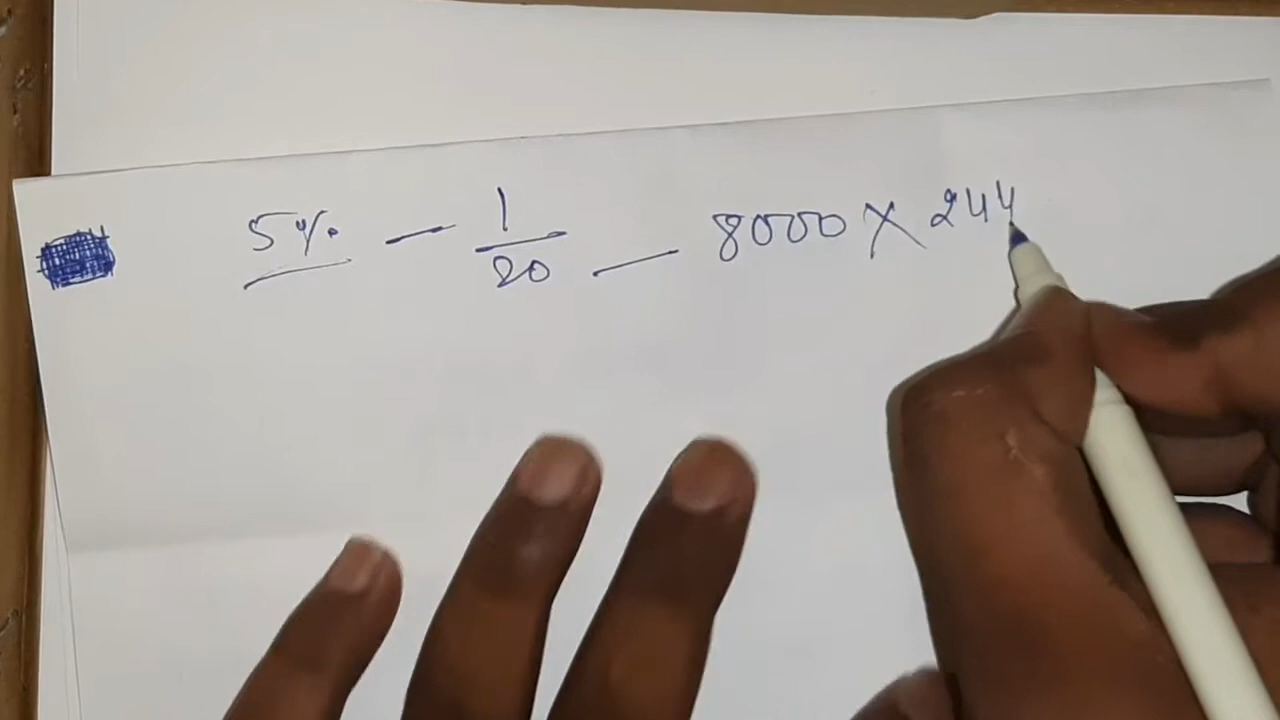 5% — 1/20 — 8000 X 244